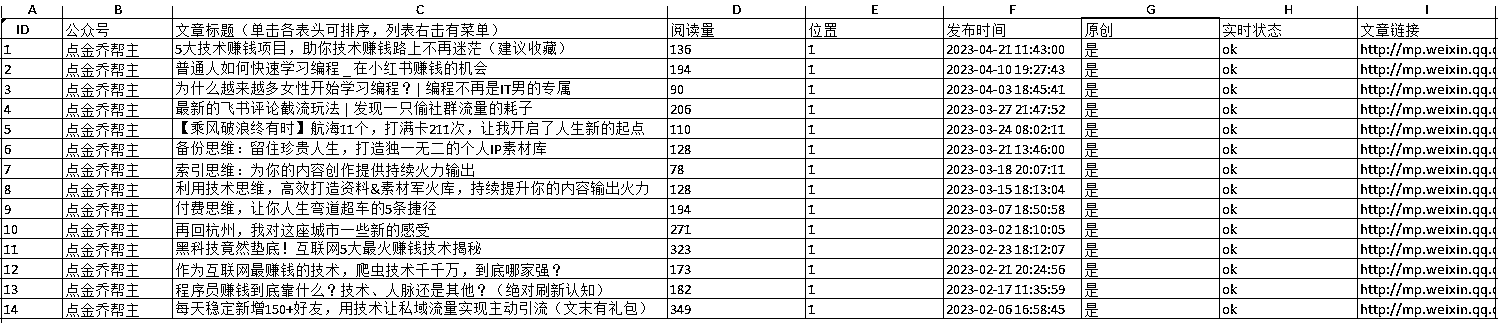 A B C D E F G H I
ID 公众号 文章标题（单击各表头可排序，列表右击有菜单） 阅读量 位置 发布时间 原创 实时状态 文章链接
1 点金乔帮主 5大技术赚钱项目，助你技术赚钱路上不再迷茫（建议收藏） 136 1 2023-04-21 11:43:00 是 ok http://mp.weixin.qq.c
2 点金乔帮主 普通人如何快速学习编程_在小红书赚钱的机会 194 1 2023-04-10 19:27:43 是 ok http://mp.weixin.qq.c
3 点金乔帮主 为什么越来越多女性开始学习编程？| 编程不再是IT男的专属 90 1 2023-04-03 18:45:41 是 ok http://mp.weixin.qq.c
4 点金乔帮主 最新的飞书评论截流玩法 | 发现一只偷社群流量的耗子 206 1 2023-03-27 21:47:52 是 ok http://mp.weixin.qq.c
5 点金乔帮主 【乘风破浪终有时】航海11个，打满卡211次，让我开启了人生新的起点 110 1 2023-03-24 08:02:11 是 ok http://mp.weixin.qq.c
6 点金乔帮主 备份思维：留住珍贵人生，打造独一无二的个人IP素材库 128 1 2023-03-21 13:46:00 是 ok http://mp.weixin.qq.c
7 点金乔帮主 索引思维：为你的内容创作提供持续火力输出 78 1 2023-03-18 20:07:11 是 ok http://mp.weixin.qq.c
8 点金乔帮主 利用技术思维，高效打造资料&素材军火库，持续提升你的内容输出火力 128 1 2023-03-15 18:13:04 是 ok http://mp.weixin.qq.c
9 点金乔帮主 付费思维，让你人生弯道超车的5条捷径 194 1 2023-03-07 18:50:58 是 ok http://mp.weixin.qq.c
10 点金乔帮主 再回杭州，我对这座城市一些新的感受 271 1 2023-03-02 18:10:05 是 ok http://mp.weixin.qq.c
11 点金乔帮主 黑科技竟然垫底！互联网5大最火赚钱技术揭秘 323 1 2023-02-23 18:12:07 是 ok http://mp.weixin.qq.c
12 点金乔帮主 作为互联网最赚钱的技术，爬虫技术千千万，到底哪家强？ 173 1 2023-02-21 20:24:56 是 ok http://mp.weixin.qq.c
13 点金乔帮主 程序员赚钱到底靠什么？技术、人脉还是其他？（绝对刷新认知） 182 1 2023-02-17 11:35:59 是 ok http://mp.weixin.qq.c
14 点金乔帮主 每天稳定新增150+好友，用技术让私域流量实现主动引流（文末有礼包） 349 1 2023-02-06 16:58:45 是 ok http://mp.weixin.qq.c